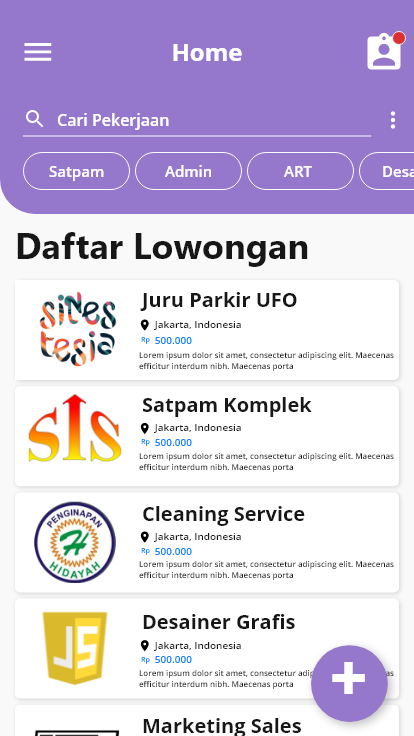 Home
Cari Pekerjaan
Satpam
Admin
ART
Desa
Daftar Lowongan
sines
tesia
Juru Parkir UFO
Jakarta, Indonesia
Rp 500.000
Lorem ipsum dolor sit amet, consectetur adipiscing elit. Maecenas
efficitur interdum nibh. Maecenas porta
SIS
Satpam Komplek
Jakarta, Indonesia
Rp 500.000
Lorem ipsum dolor sit amet, consectetur adipiscing elit. Maecenas
efficitur interdum nibh. Maecenas porta
PENGINAPAN
H
HIDAYAH
Cleaning Service
Jakarta, Indonesia
Rp 500.000
Lorem ipsum dolor sit amet, consectetur adipiscing elit. Maecenas
efficitur interdum nibh. Maecenas porta
JS
Desainer Grafis
Jakarta, Indonesia
Rp 500.000
Lorem ipsum dolor sit amet, consectetur adip as
efficitur interdum nibh. Maecenas porta
Marketing Sales